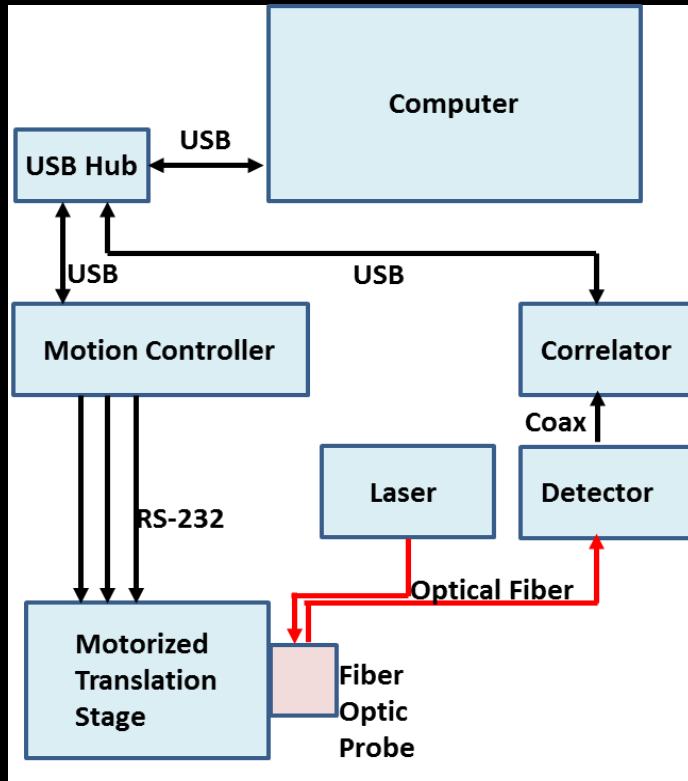 Computer
USB
USB Hub
USB
USB
Motion Controller
Correlator
Coax
Laser
Detector
RS-232
Optical Fiber
Motorized
Translation
Stage
Fiber
Optic
Probe